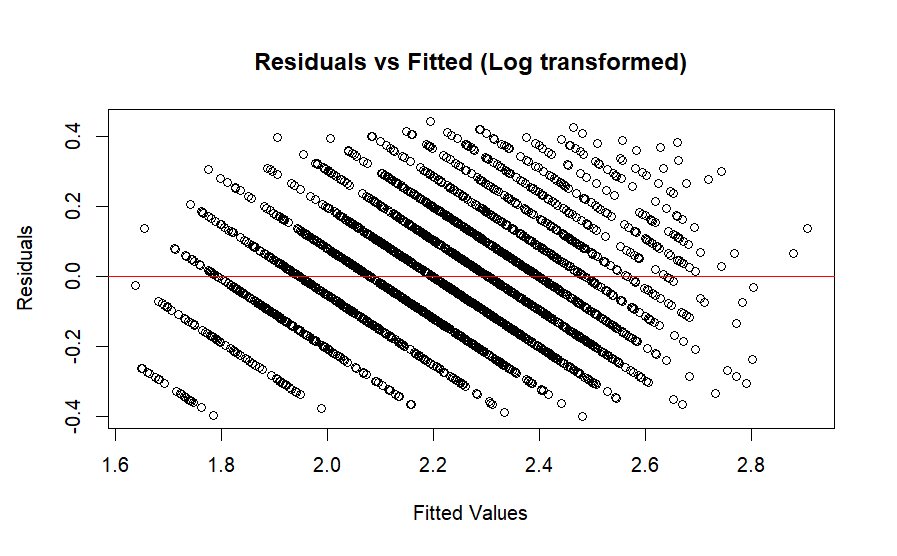 Residuals vs Fitted (Log transformed)
Residuals
0.4
0.2
0.0
-0.2
-0.4
1.6 1.8 2.0 2.2 2.4 2.6 2.8
Fitted Values